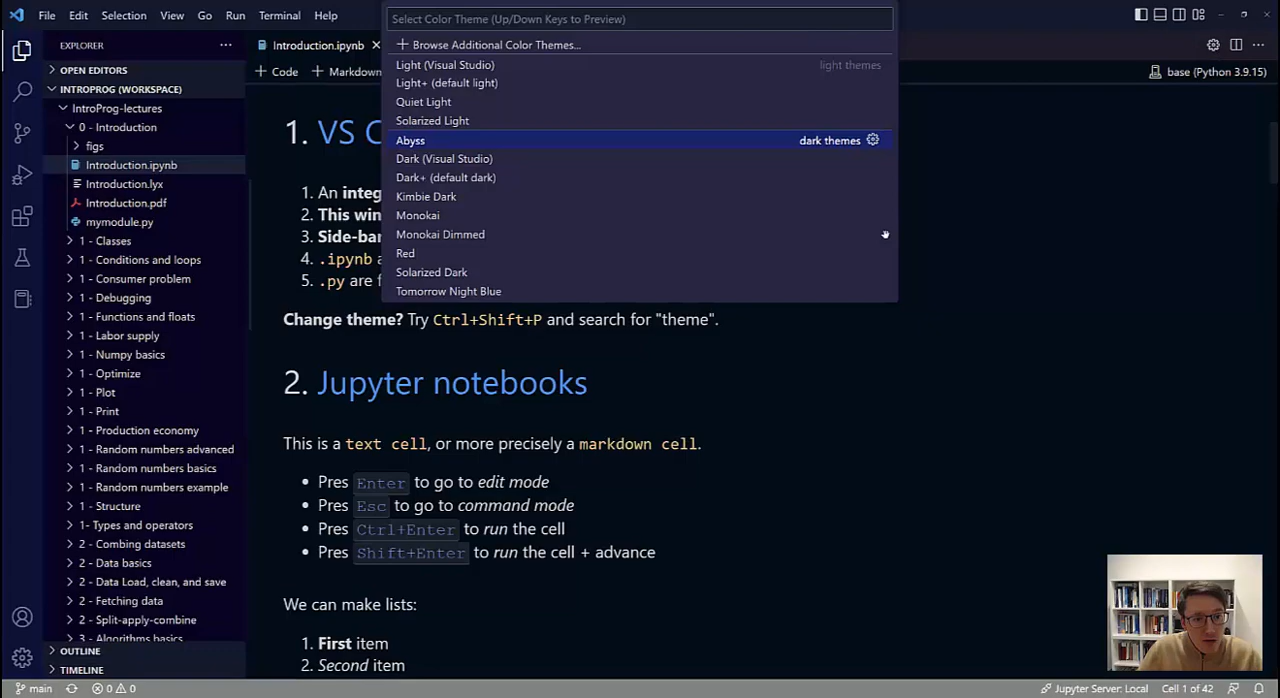 File Edit Selection View Go Run Terminal Help
Select Color Theme (Up/Down Keys to Preview)
EXPLORER
Introduction.ipynb
Browse Additional Color Themes...
Light (Visual Studio) light themes
Light+ (default light)
Quiet Light
Solarized Light
Abyss dark themes
Dark (Visual Studio)
Dark+ (default dark)
Kimbie Dark
Monokai
Monokai Dimmed
Red
Solarized Dark
Tomorrow Night Blue
+ Code + Markdown
base (Python 3.9.15)
OPEN EDITORS
INTROPROG (WORKSPACE)
IntroProg-lectures
0 - Introduction
figs
Introduction.ipynb
Introduction.lyx
Introduction.pdf
mymodule.py
1 - Classes
1 - Conditions and loops
1 - Consumer problem
1 - Debugging
1 - Functions and floats
1 - Labor supply
1 - Numpy basics
1 - Optimize
1 - Plot
1 - Print
1 - Production economy
1 - Random numbers advanced
1 - Random numbers basics
1 - Random numbers example
1 - Structure
1- Types and operators
2 - Combing datasets
2 - Data basics
2 - Data Load, clean, and save
2 - Fetching data
2 - Split-apply-combine
3 - Algorithms basics
OUTLINE
TIMELINE
1. VS C
1. An integ
2. This win
3. Side-bar
4. .ipynb a
5. .py are f
Change theme? Try Ctrl+Shift+P and search for "theme".
2. Jupyter notebooks
This is a text cell, or more precisely a markdown cell.
• Pres Enter to go to edit mode
• Pres Esc to go to command mode
• Pres Ctrl+Enter to run the cell
• Pres Shift+Enter to run the cell + advance
We can make lists:
1. First item
2. Second item
main 0 0
Jupyter Server: Local Cell 1 of 42